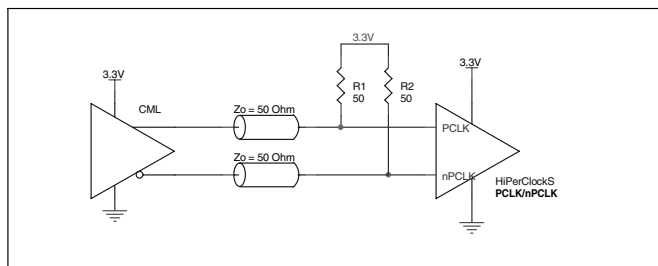 3.3V
3.3V
CML
Zo = 50 Ohm
R1
50
R2
50
3.3V
PCLK
Zo = 50 Ohm
nPCLK
HiPerClockS
PCLK/nPCLK